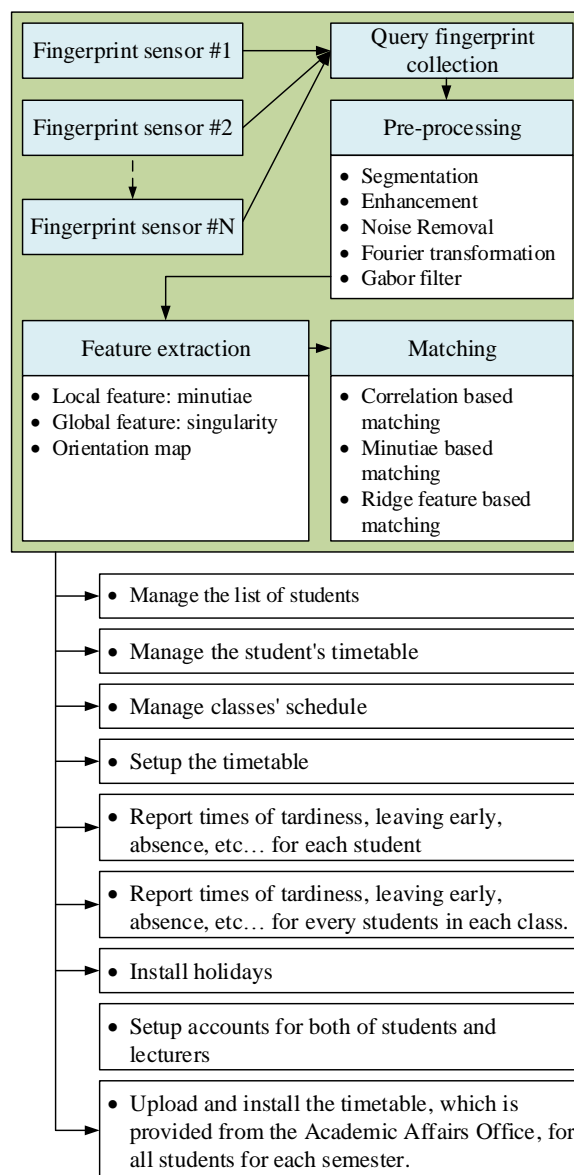 Fingerprint sensor #1
Query fingerprint
collection
Fingerprint sensor #2
Pre-processing
• Segmentation
• Enhancement
• Noise Removal
• Fourier transformation
• Gabor filter
Fingerprint sensor #N
Feature extraction
• Local feature: minutiae
• Global feature: singularity
• Orientation map
Matching
• Correlation based
matching
• Minutiae based
matching
• Ridge feature based
matching
• Manage the list of students
• Manage the student's timetable
• Manage classes' schedule
• Setup the timetable
• Report times of tardiness, leaving early,
absence, etc… for each student
• Report times of tardiness, leaving early,
absence, etc… for every students in each class.
• Install holidays
• Setup accounts for both of students and
lecturers
• Upload and install the timetable, which is
provided from the Academic Affairs Office, for
all students for each semester.